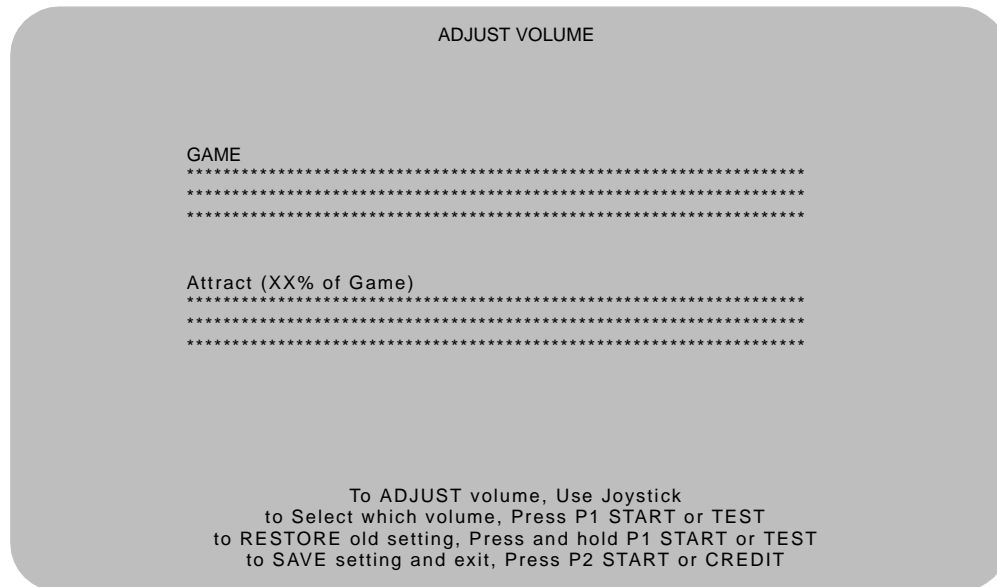 ADJUST VOLUME
GAME
********************************************************************
********************************************************************
********************************************************************
Attract (XX% of Game)
********************************************************************
********************************************************************
********************************************************************
To ADJUST volume, Use Joystick
to Select which volume, Press P1 START or TEST
to RESTORE old setting, Press and hold P1 START or TEST
to SAVE setting and exit, Press P2 START or CREDIT